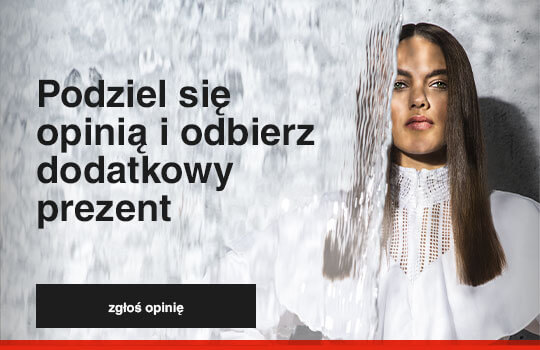 Podziel się
opinią i odbierz
dodatkowy
prezent
zgłoś opinię